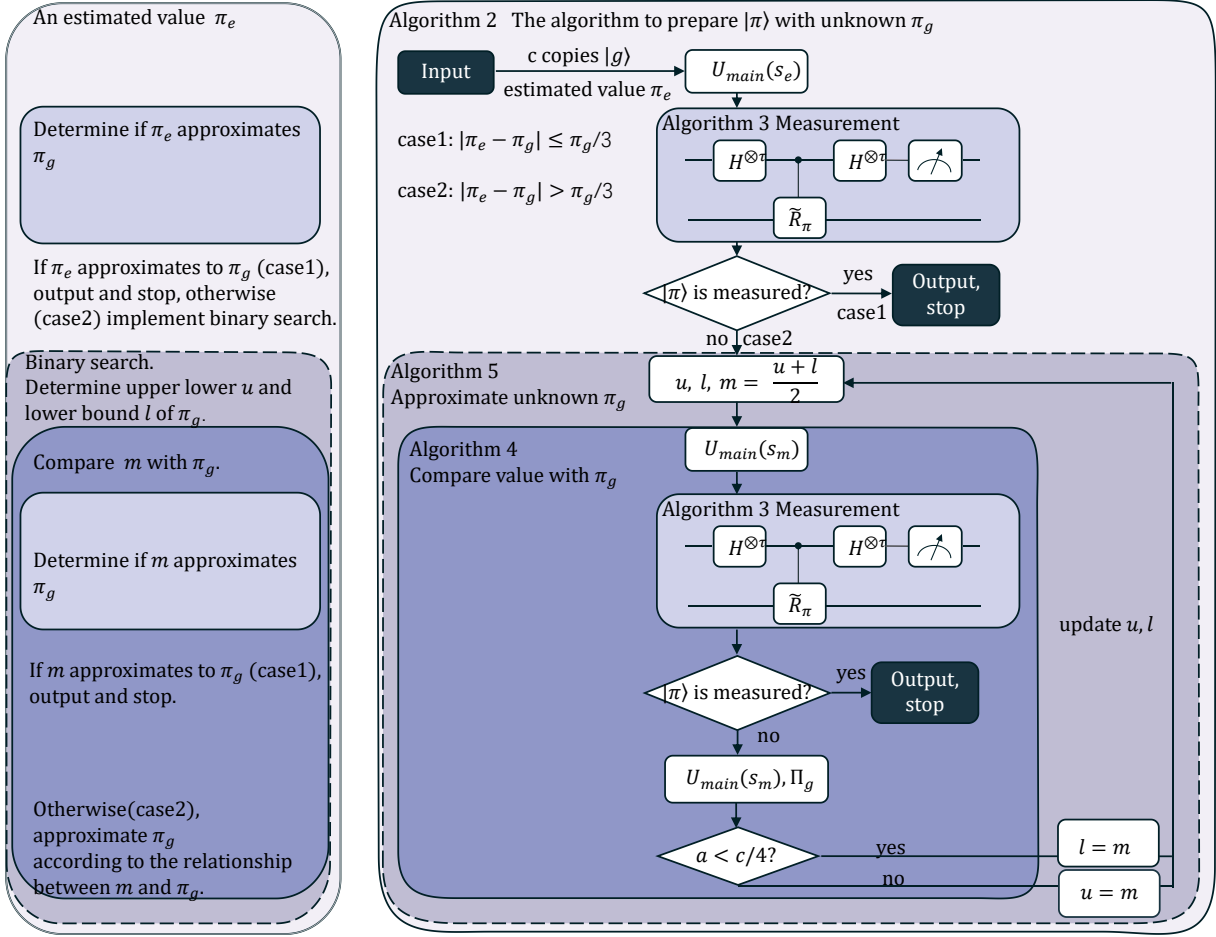 An estimated value π_e
Determine if π_e approximates
π_g
If π_e approximates to π_g (case1),
output and stop, otherwise
(case2) implement binary search.
Binary search.
Determine upper lower u and
lower bound l of π_g.
Compare m with π_g.
Determine if m approximates
π_g
If m approximates to π_g (case1),
output and stop.
Otherwise(case2),
approximate π_g
according to the relationship
between m and π_g.
Algorithm 2 The algorithm to prepare |π⟩ with unknown π_g
Input
c copies |g⟩
estimated value π_e
U_main(s_e)
case1: |π_e − π_g| ≤ π_g/3
case2: |π_e − π_g| > π_g/3
Algorithm 3 Measurement
H^⊗τ
H^⊗τ
R̃_π
|π⟩ is measured?
yes
case1
Output,
stop
no case2
Algorithm 5
Approximate unknown π_g
u, l, m = (u + l)/2
Algorithm 4
Compare value with π_g
U_main(s_m)
Algorithm 3 Measurement
H^⊗τ
H^⊗τ
R̃_π
|π⟩ is measured?
yes
Output,
stop
no
U_main(s_m), Π_g
a < c/4?
yes
no
l = m
u = m
update u, l